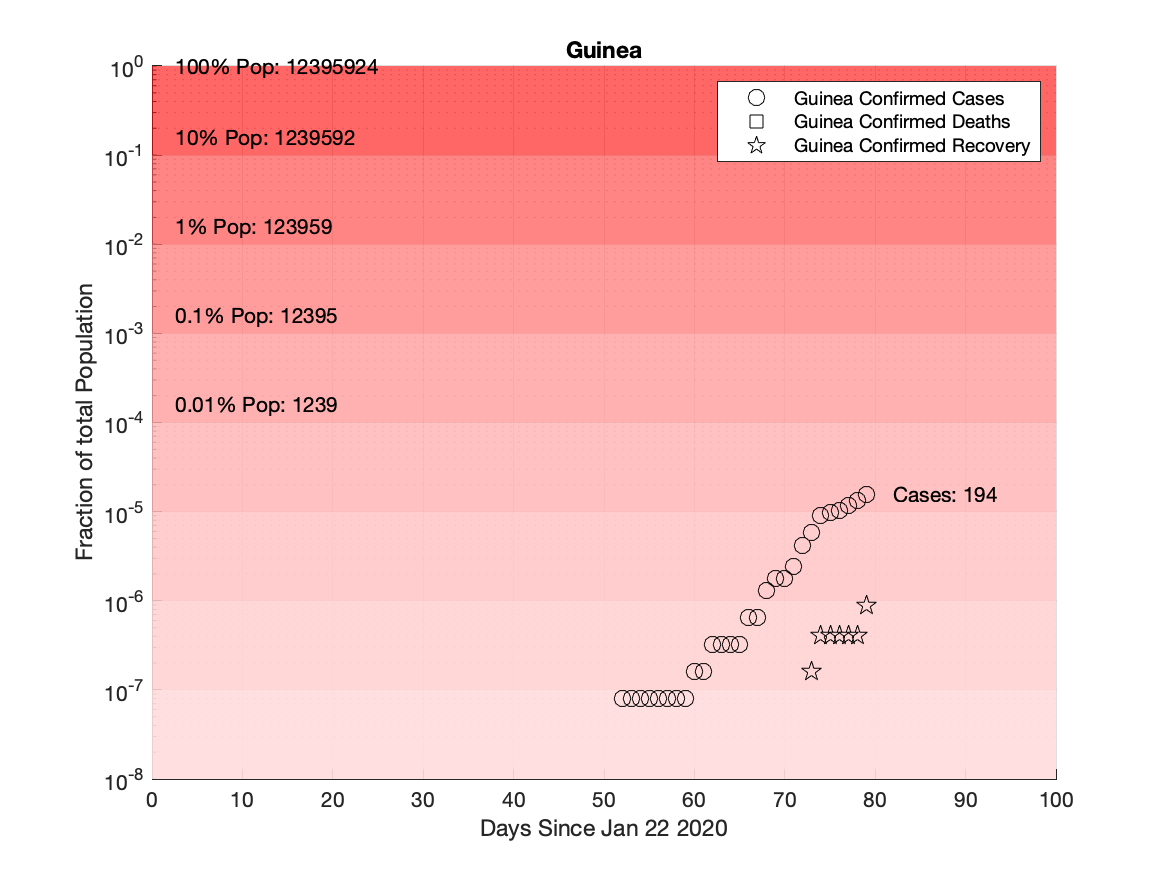 Guinea
10^0
10^-1
10^-2
10^-3
10^-4
10^-5
10^-6
10^-7
10^-8
Fraction of total Population
100% Pop: 12395924
10% Pop: 1239592
1% Pop: 123959
0.1% Pop: 12395
0.01% Pop: 1239
Guinea Confirmed Cases
Guinea Confirmed Deaths
Guinea Confirmed Recovery
Cases: 194
0 10 20 30 40 50 60 70 80 90 100
Days Since Jan 22 2020